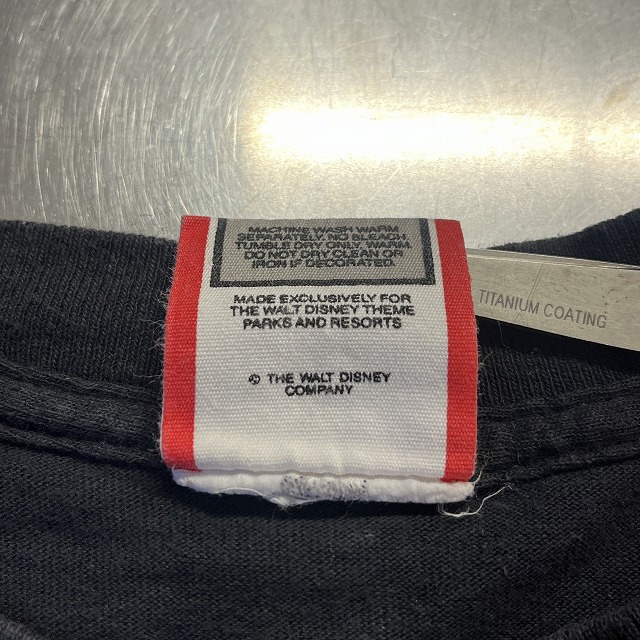 MACHINE WASH WARM
SEPARATELY. NO BLEACH.
TUMBLE DRY ONLY, WARM.
DO NOT DRY CLEAN OR
IRON IF DECORATED.
MADE EXCLUSIVELY FOR
THE WALT DISNEY THEME
PARKS AND RESORTS
© THE WALT DISNEY
COMPANY
TITANIUM COATING